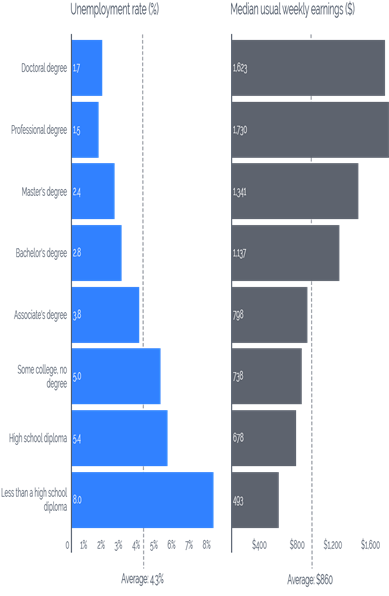 Unemployment rate (%) Median usual weekly earnings ($)
Doctoral degree 1.7 1,623
Professional degree 1.5 1,730
Master's degree 2.4 1,341
Bachelor's degree 2.8 1,137
Associate's degree 3.8 798
Some college, no
degree 5.0 738
High school diploma 5.4 678
Less than a high school
diploma 8.0 493
0 1% 2% 3% 4% 5% 6% 7% 8% $400 $800 $1,200 $1,600
Average: 4.3% Average: $860